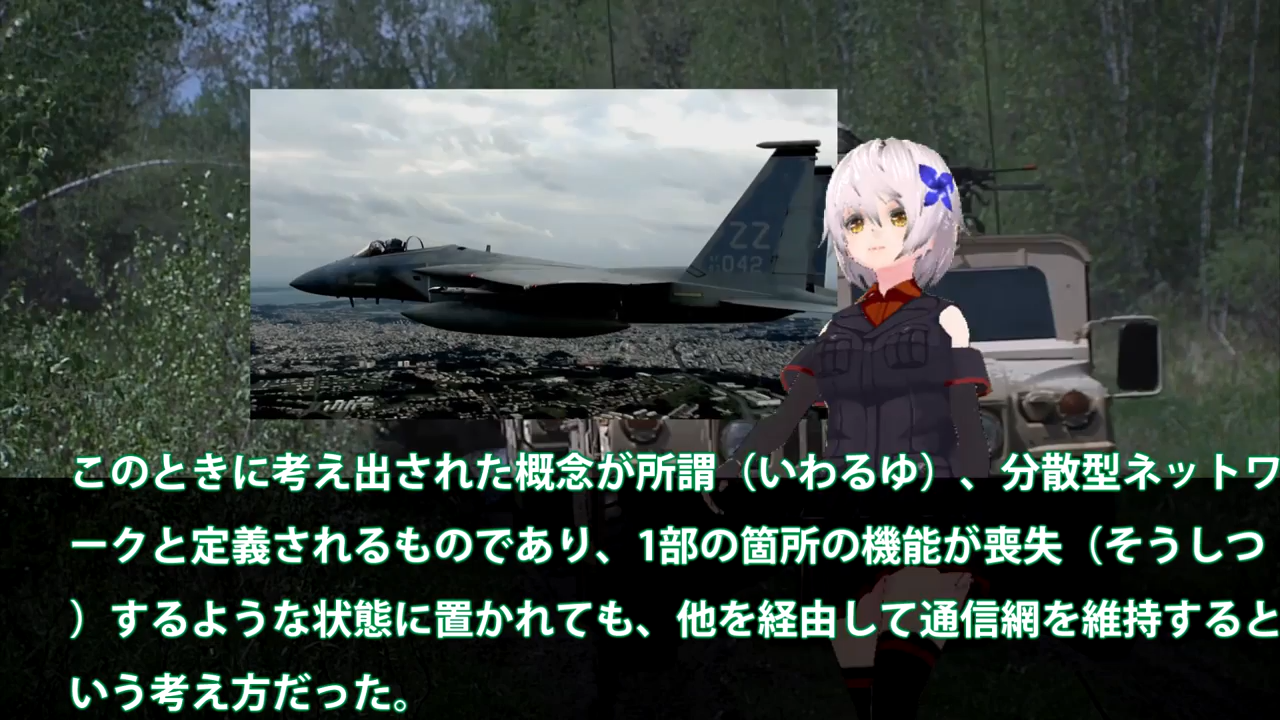 ZZ
042
このときに考え出された概念が所謂（いわるゆ）、分散型ネットワ
ークと定義されるものであり、1部の箇所の機能が喪失（そうしつ
）するような状態に置かれても、他を経由して通信網を維持すると
いう考え方だった。